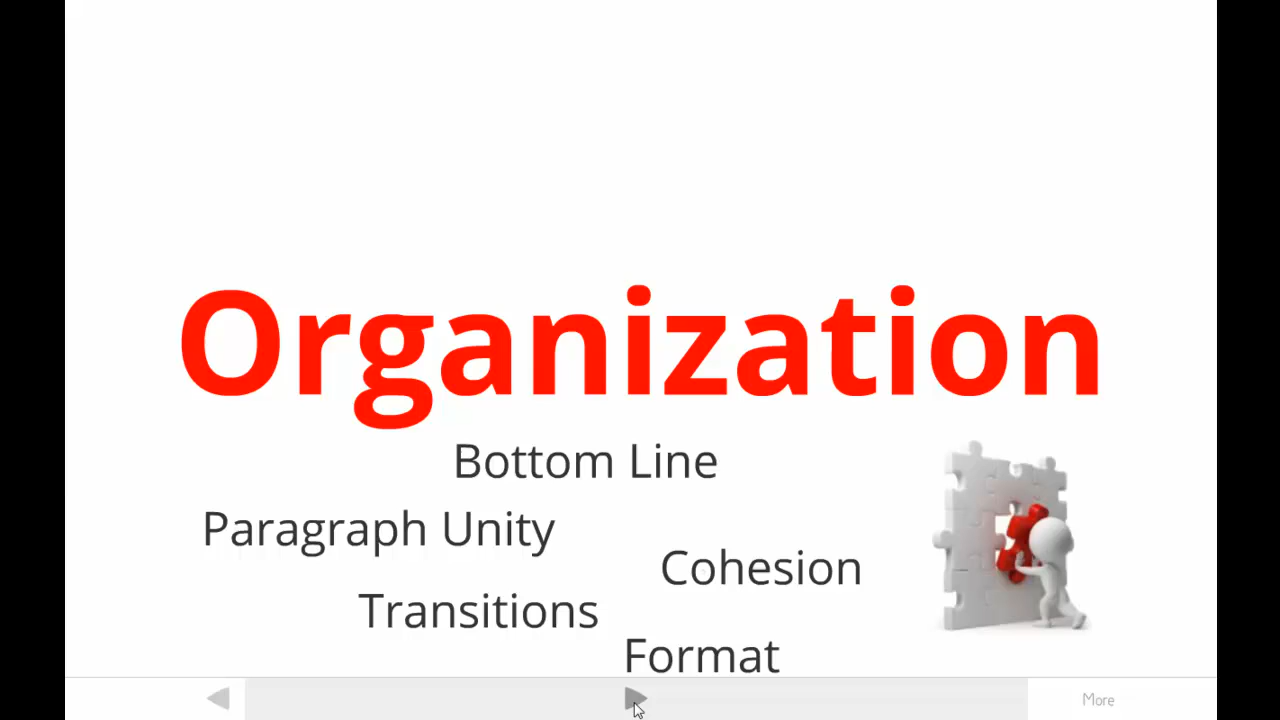 Organization
Bottom Line
Paragraph Unity
Cohesion
Transitions
Format
More